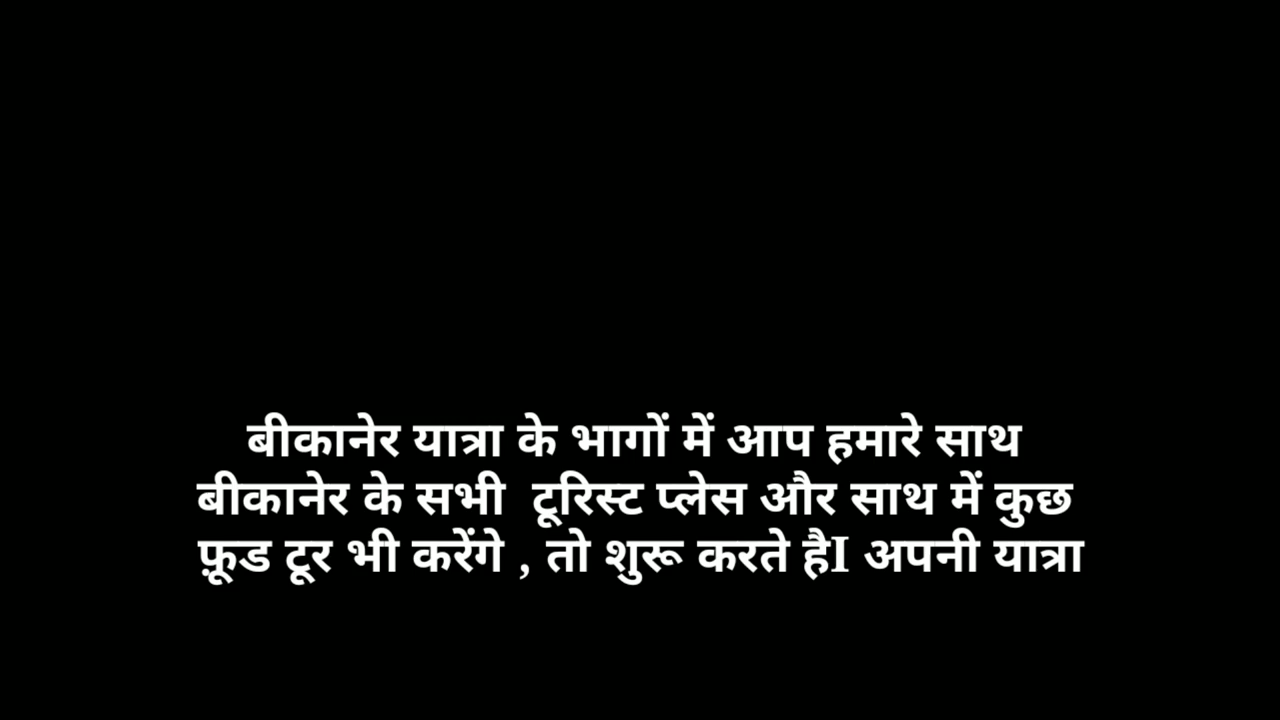 बीकानेर यात्रा के भागों में आप हमारे साथ
बीकानेर के सभी  टूरिस्ट प्लेस और साथ में कुछ
फ़ूड टूर भी करेंगे , तो शुरू करते हैI अपनी यात्रा